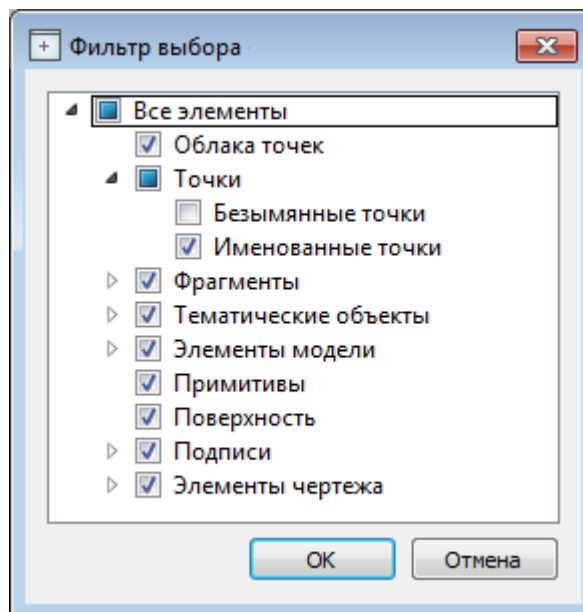 Фильтр выбора
Все элементы
Облака точек
Точки
Безымянные точки
Именованные точки
Фрагменты
Тематические объекты
Элементы модели
Примитивы
Поверхность
Подписи
Элементы чертежа
OK Отмена